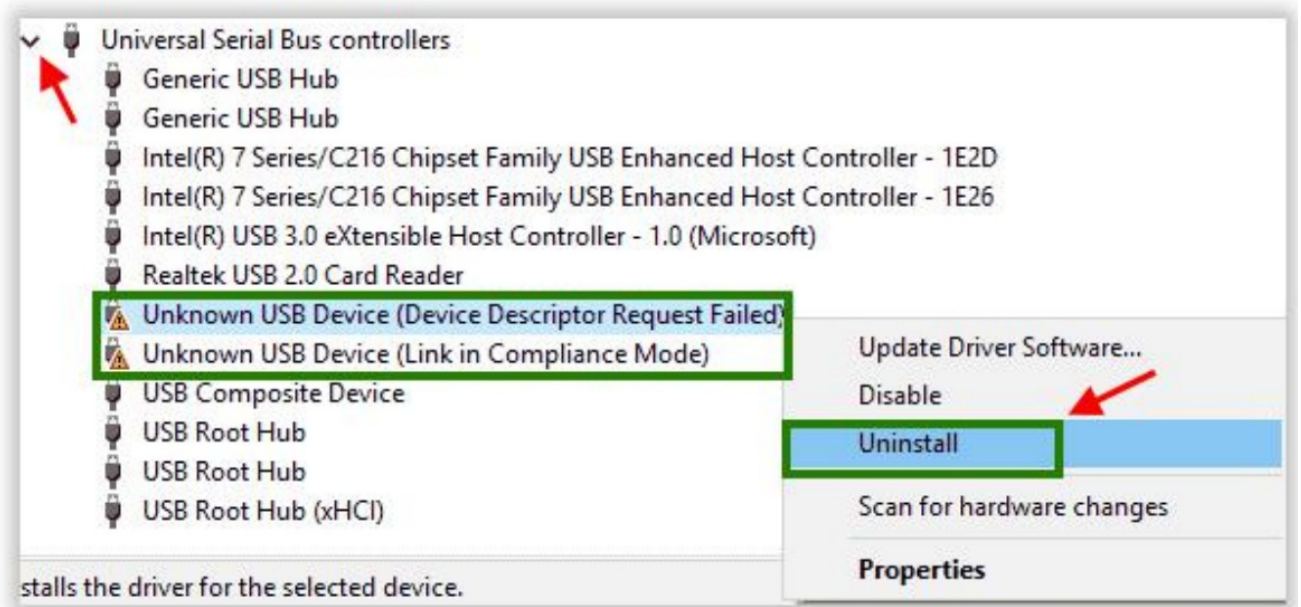 Universal Serial Bus controllers
Generic USB Hub
Generic USB Hub
Intel(R) 7 Series/C216 Chipset Family USB Enhanced Host Controller - 1E2D
Intel(R) 7 Series/C216 Chipset Family USB Enhanced Host Controller - 1E26
Intel(R) USB 3.0 eXtensible Host Controller - 1.0 (Microsoft)
Realtek USB 2.0 Card Reader
Unknown USB Device (Device Descriptor Request Failed)
Unknown USB Device (Link in Compliance Mode)
USB Composite Device
USB Root Hub
USB Root Hub
USB Root Hub (xHCI)
Update Driver Software...
Disable
Uninstall
Scan for hardware changes
Properties
stalls the driver for the selected device.